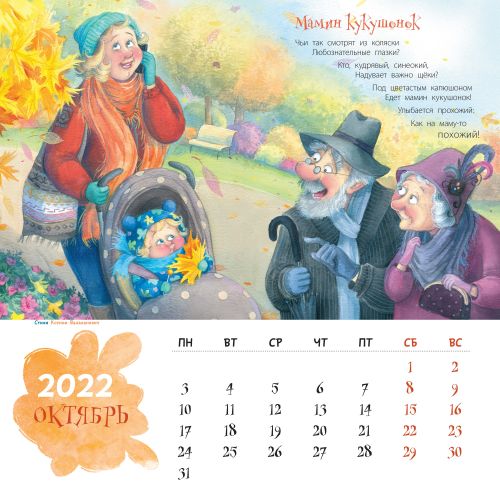 Мамин кукушонок
Чьи так смотрят из коляски
Любознательные глазки?
Кто, кудрявый, синеокий,
Надувает важно щёки?
Под цветастым капюшоном
Едет мамин кукушонок!
Улыбается прохожий:
Как на маму-то
ПОХОЖИЙ!
Стихи Ксении Валаханович
2022
ОКТЯБРЬ
ПН ВТ СР ЧТ ПТ СБ ВС
1 2
3 4 5 6 7 8 9
10 11 12 13 14 15 16
17 18 19 20 21 22 23
24 25 26 27 28 29 30
31